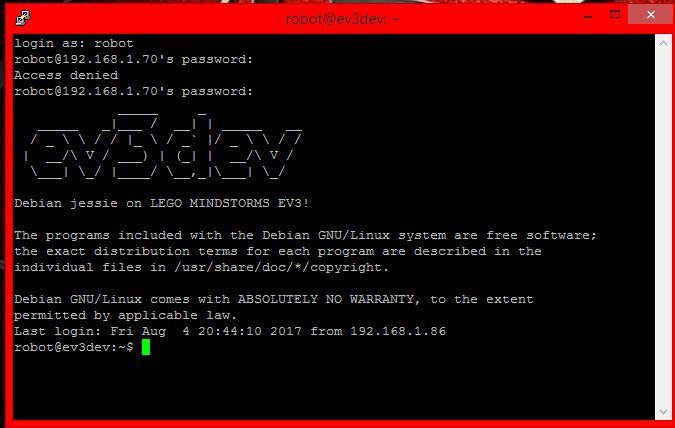 robot@ev3dev: ~
login as: robot
robot@192.168.1.70's password:
Access denied
robot@192.168.1.70's password:
ev3dev
Debian jessie on LEGO MINDSTORMS EV3!
The programs included with the Debian GNU/Linux system are free software;
the exact distribution terms for each program are described in the
individual files in /usr/share/doc/*/copyright.
Debian GNU/Linux comes with ABSOLUTELY NO WARRANTY, to the extent
permitted by applicable law.
Last login: Fri Aug  4 20:44:10 2017 from 192.168.1.86
robot@ev3dev:~$